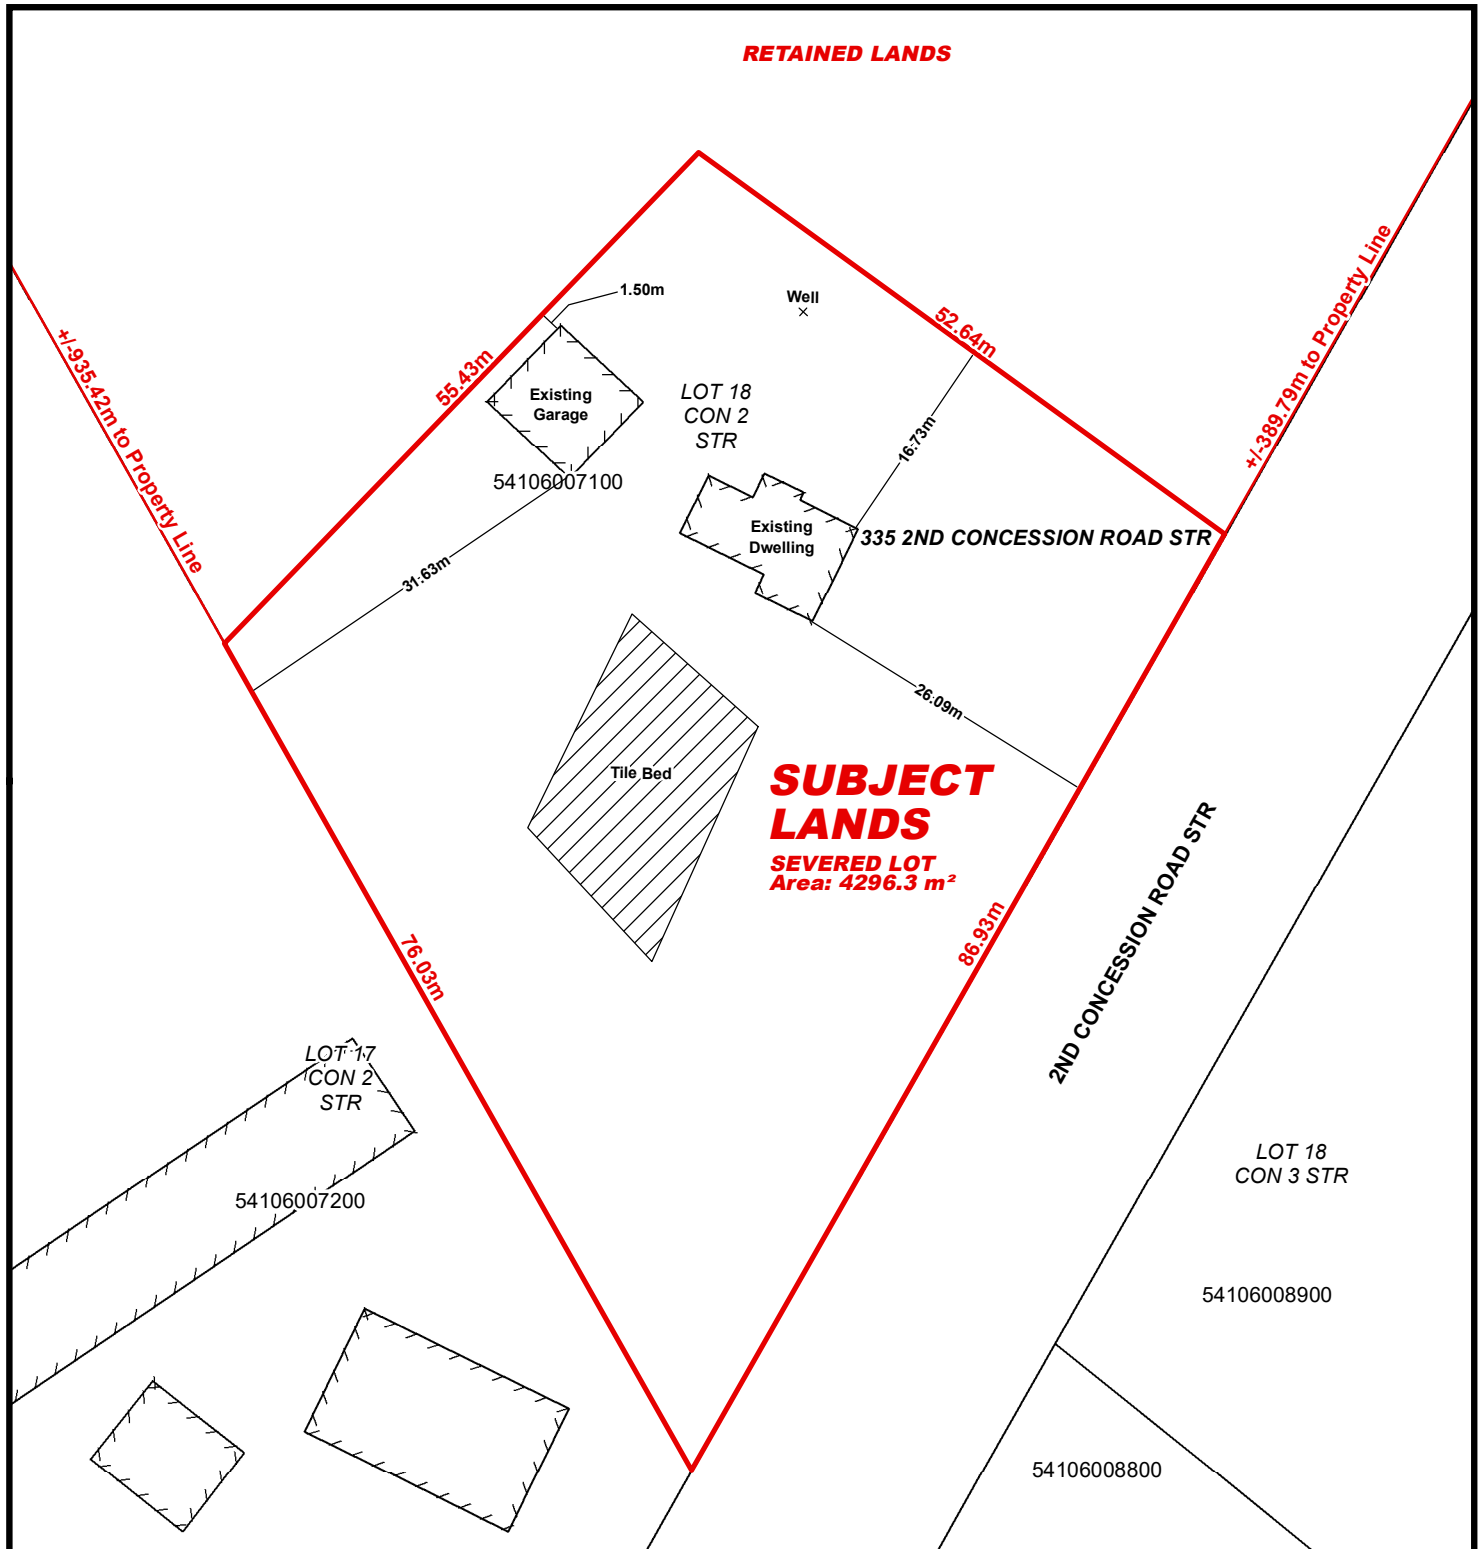 RETAINED LANDS
1.50m
Well
52.64m
+/-389.79m to Property Line
+/-935.42m to Property Line
55.43m
Existing
Garage
LOT 18
CON 2
STR
16.73m
54106007100
Existing
Dwelling
335 2ND CONCESSION ROAD STR
31.63m
26.09m
Tile Bed
SUBJECT
LANDS
SEVERED LOT
Area: 4296.3 m²
2ND CONCESSION ROAD STR
86.93m
76.03m
LOT 17
CON 2
STR
54106007200
LOT 18
CON 3 STR
54106008900
54106008800